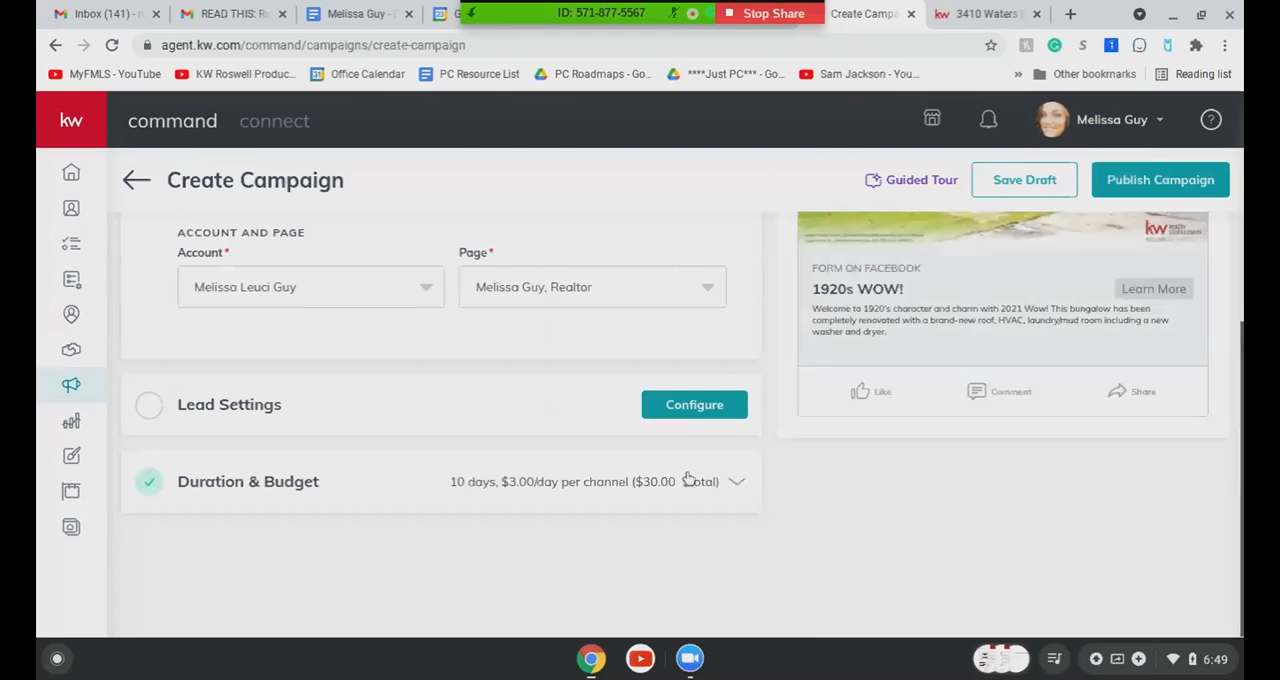 Inbox (141) - n
READ THIS: R
Melissa Guy - 
ID: 571-877-5567
Stop Share
Create Campa
3410 Waters
agent.kw.com/command/campaigns/create-campaign
MyFMLS - YouTube
KW Roswell Produc...
Office Calendar
PC Resource List
PC Roadmaps - Go...
****Just PC*** - Go...
Sam Jackson - You...
»
Other bookmarks
Reading list
kw
command
connect
Melissa Guy
Create Campaign
Guided Tour
Save Draft
Publish Campaign
ACCOUNT AND PAGE
Account*
Page*
Melissa Leuci Guy
Melissa Guy, Realtor
kw
FORM ON FACEBOOK
1920s WOW!
Learn More
Welcome to 1920's character and charm with 2021 Wow! This bungalow has been
completely renovated with a brand-new roof, HVAC, laundry/mud room including a new
washer and dryer.
Like
Comment
Share
Lead Settings
Configure
Duration & Budget
10 days, $3.00/day per channel ($30.00 total)
6:49